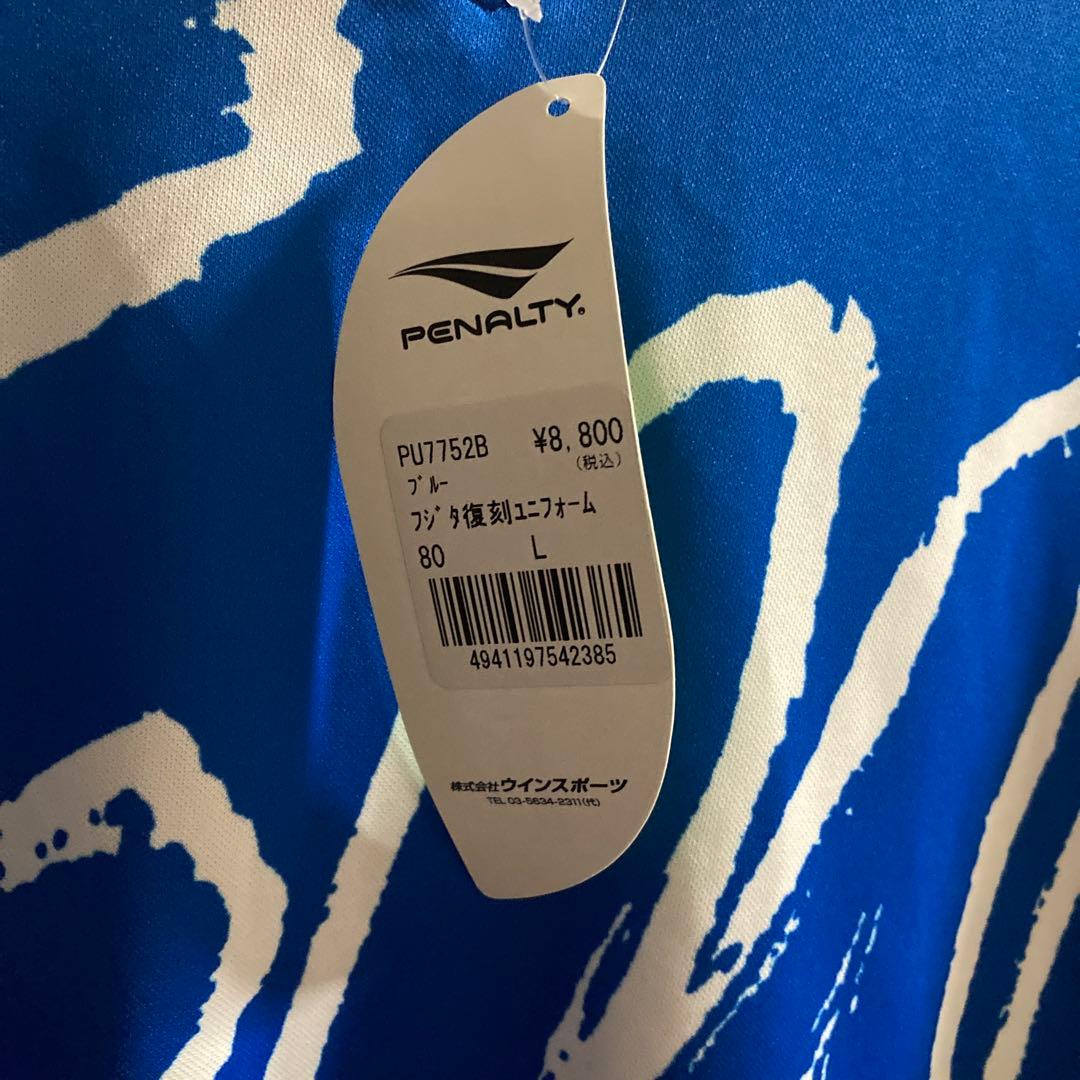 PENALTY®
PU7752B ¥8,800
(税込)
ブルー
フジタ復刻ユニフォーム
80 L
4941197542385
株式会社ウインスポーツ
TEL 03-5634-2311(代)